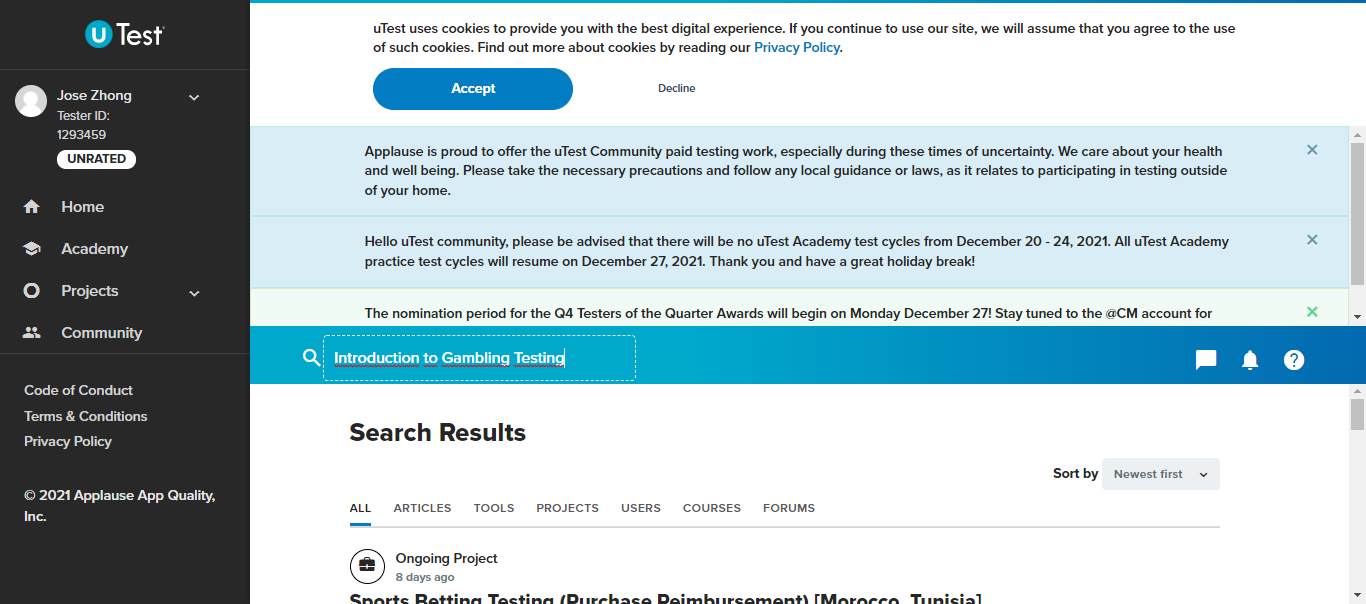 uTest
Jose Zhong
Tester ID:
1293459
UNRATED
Home
Academy
Projects
Community
Code of Conduct
Terms & Conditions
Privacy Policy
© 2021 Applause App Quality,
Inc.
uTest uses cookies to provide you with the best digital experience. If you continue to use our site, we will assume that you agree to the use
of such cookies. Find out more about cookies by reading our Privacy Policy.
Accept
Decline
Applause is proud to offer the uTest Community paid testing work, especially during these times of uncertainty. We care about your health
and well being. Please take the necessary precautions and follow any local guidance or laws, as it relates to participating in testing outside
of your home.
Hello uTest community, please be advised that there will be no uTest Academy test cycles from December 20 - 24, 2021. All uTest Academy
practice test cycles will resume on December 27, 2021. Thank you and have a great holiday break!
The nomination period for the Q4 Testers of the Quarter Awards will begin on Monday December 27! Stay tuned to the @CM account for
Introduction to Gambling Testing
Search Results
Sort by Newest first
ALL ARTICLES TOOLS PROJECTS USERS COURSES FORUMS
Ongoing Project
8 days ago
Sports Betting Testing (Purchase Reimbursement) [Morocco, Tunisia]